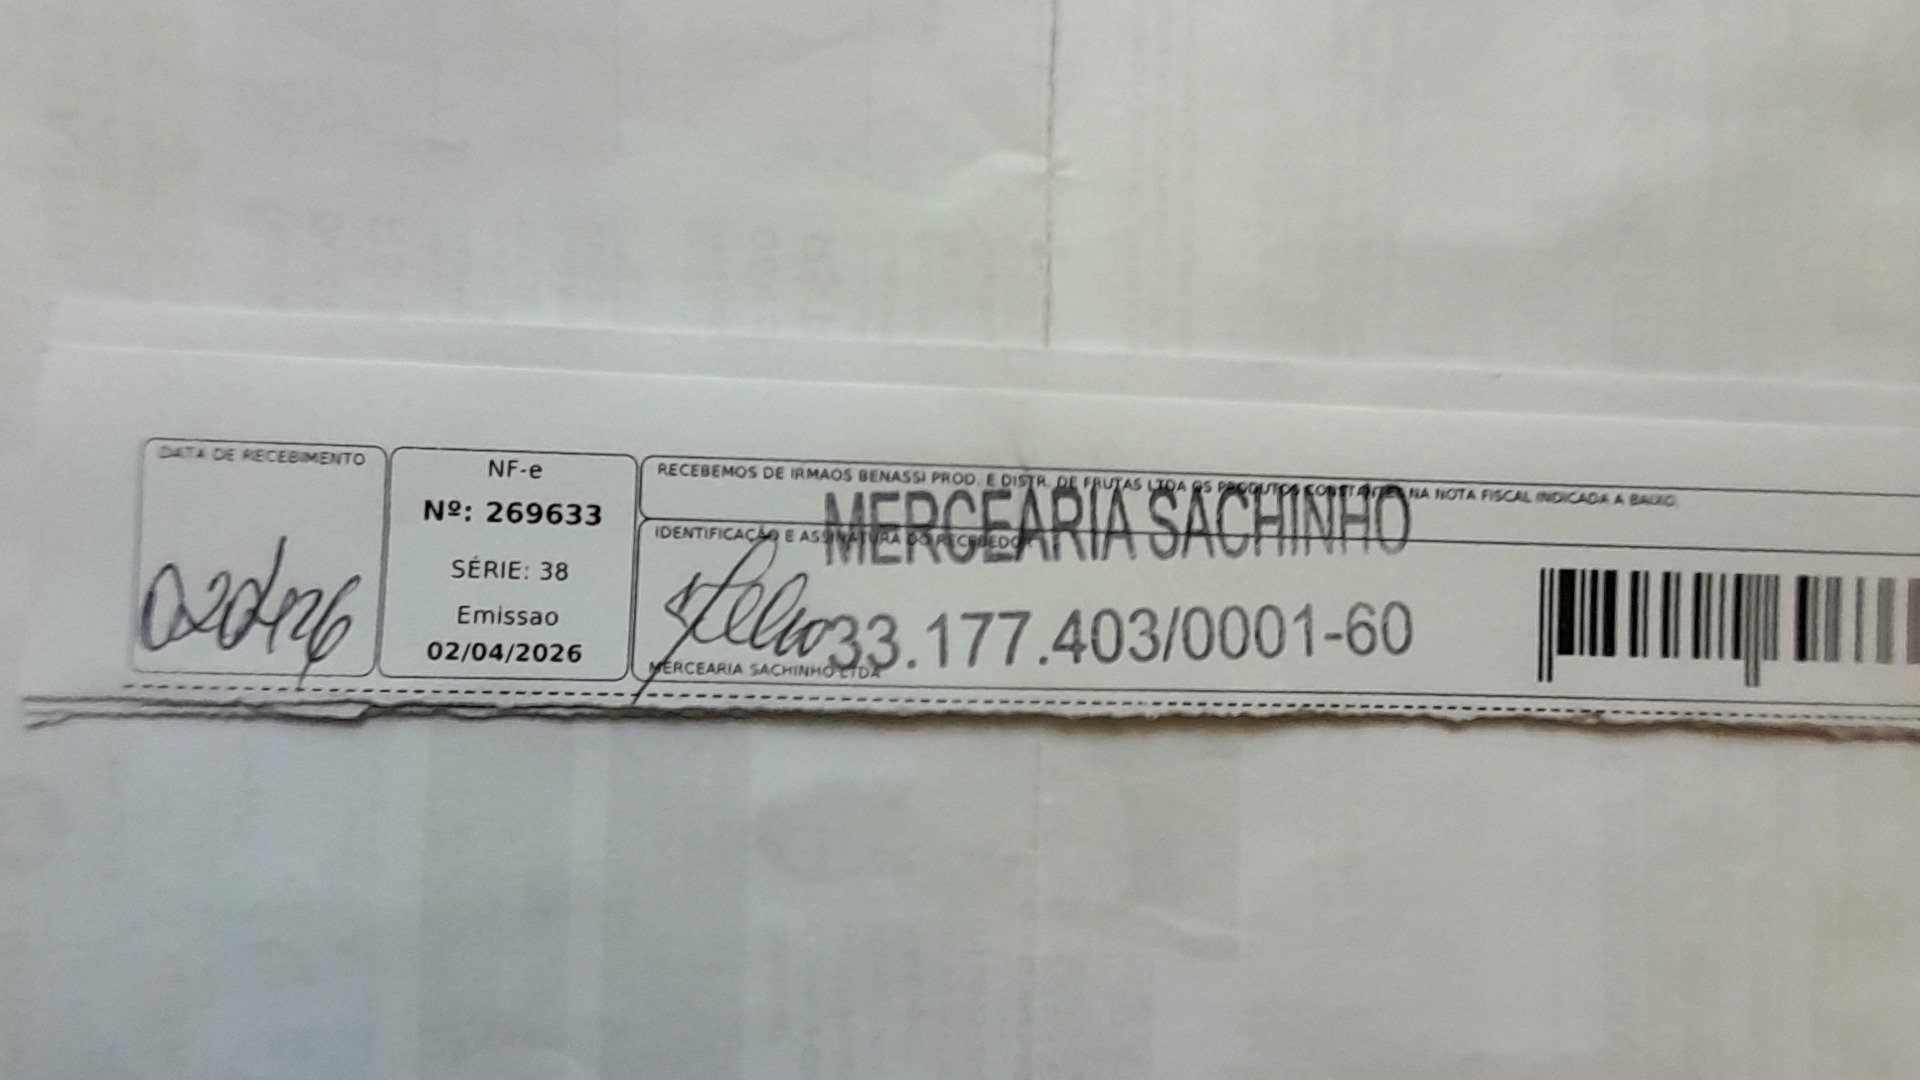 DATA DE RECEBIMENTO
NF-e
Nº: 269633
SÉRIE: 38
Emissao
02/04/2026
RECEBEMOS DE IRMAOS BENASSI PROD. E DISTR. DE FRUTAS LTDA OS PRODUTOS CONSTANTES NA NOTA FISCAL INDICADA A BAIXO.
IDENTIFICAÇÃO E ASSINATURA DO RECEBEDOR
MERCEARIA SACHINHO
33.177.403/0001-60
MERCEARIA SACHINHO LTDA